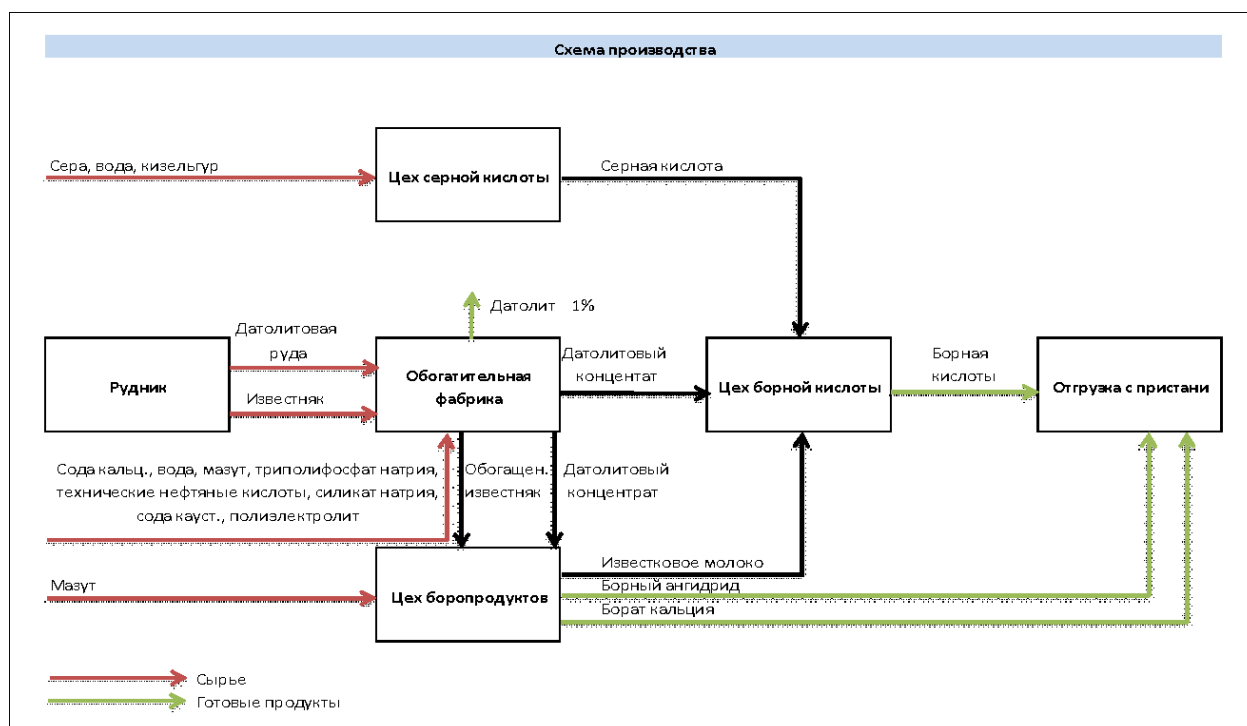 Схема производства
Сера, вода, кизельгур
Цех серной кислоты
Серная кислота
Датолит 1%
Датолитовая
руда
Рудник
Известняк
Обогатительная
фабрика
Датолитовый
концентат
Цех борной кислоты
Борная
кислоты
Отгрузка с пристани
Сода кальц., вода, мазут, триполифосфат натрия,
технические нефтяные кислоты, силикат натрия,
сода кауст., полиэлектролит
Обогащен.
известняк
Датолитовый
концентрат
Мазут
Цех боропродуктов
Известковое молоко
Борный ангидрид
Борат кальция
Сырье
Готовые продукты